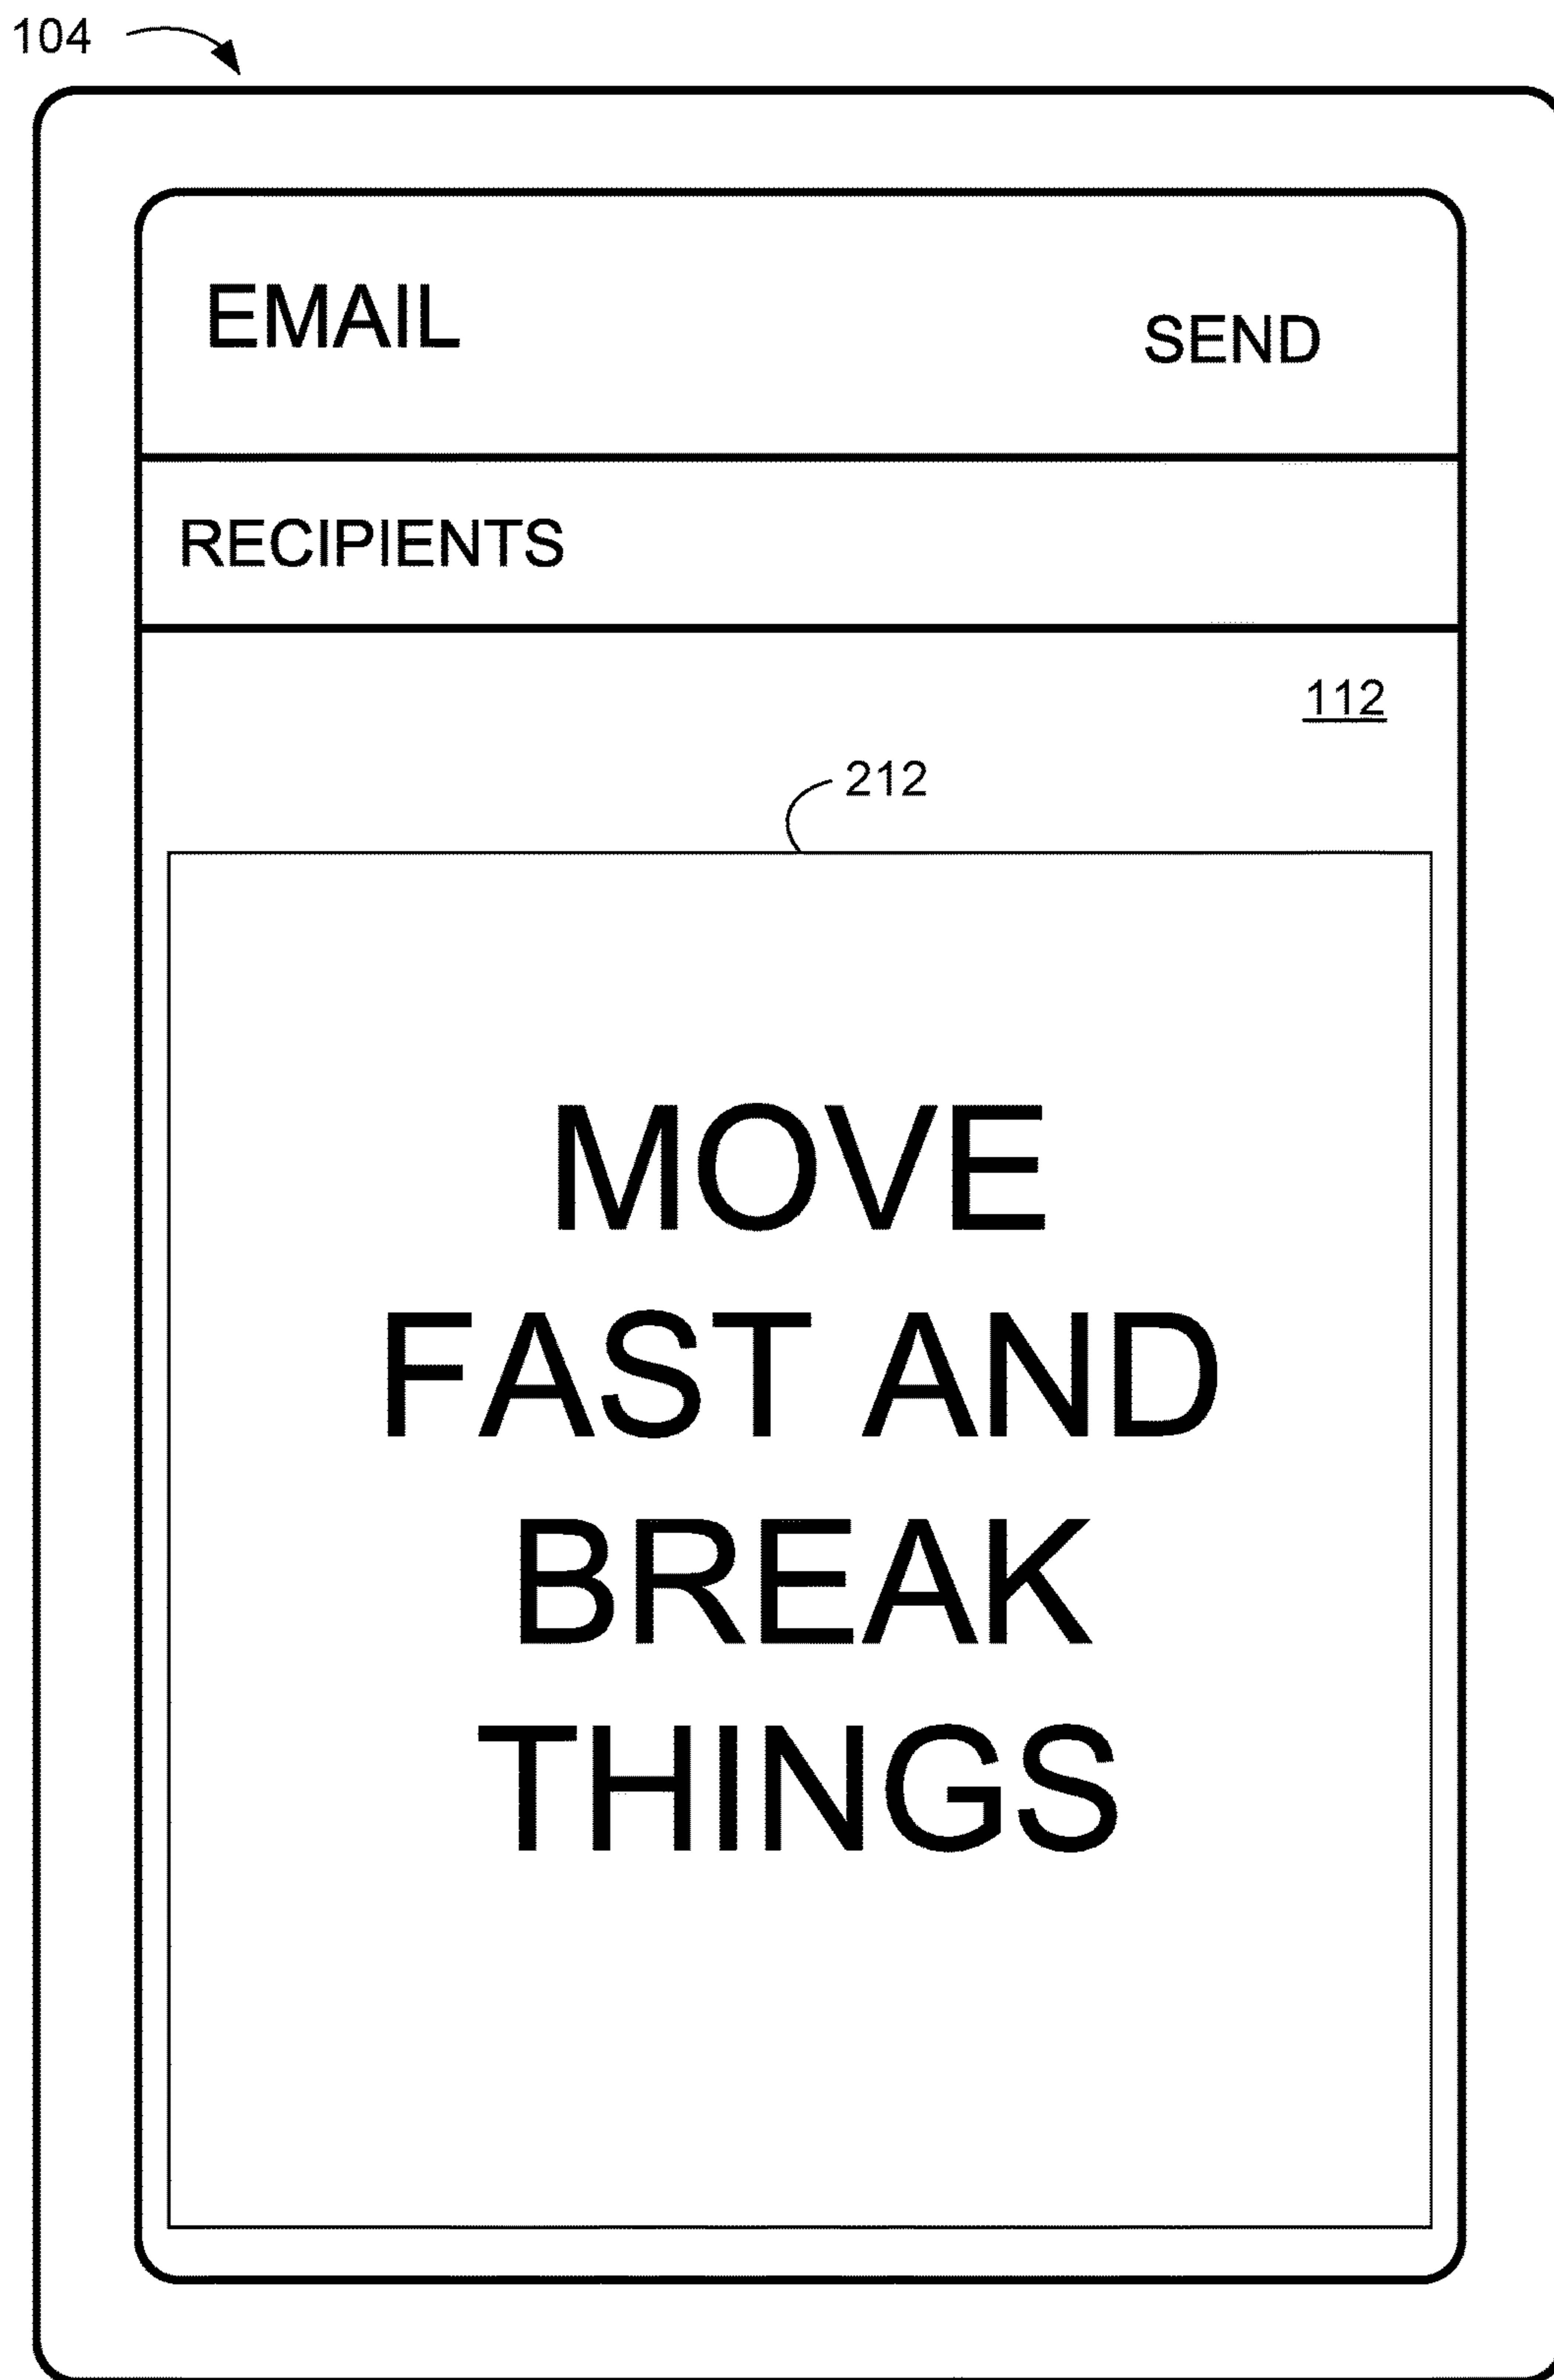 104
EMAIL
SEND
RECIPIENTS
112
212
MOVE
FAST AND
BREAK
THINGS